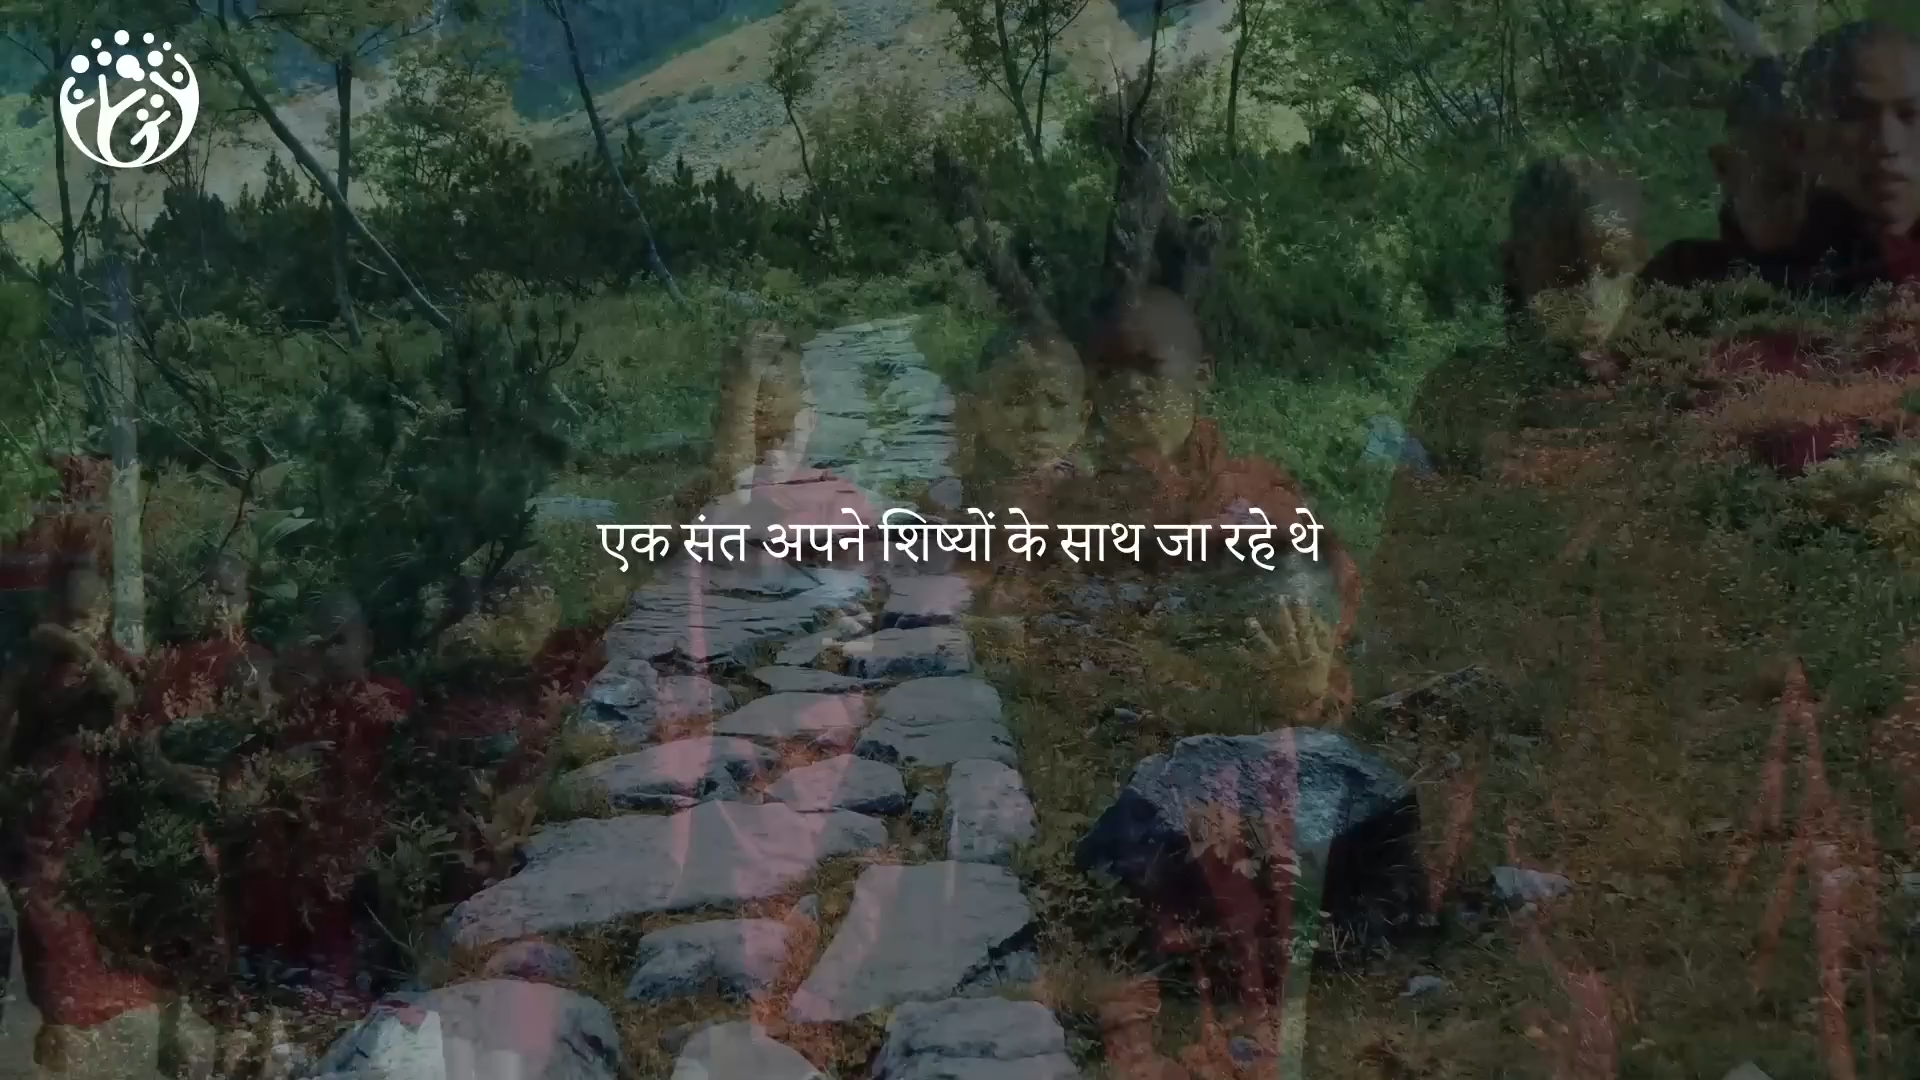 एक संत अपने शिष्यों के साथ जा रहे थे